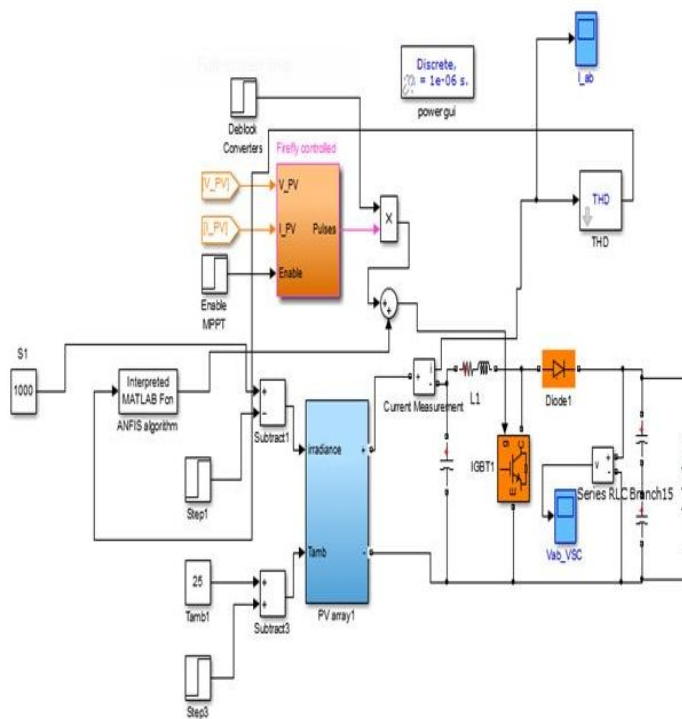 Discrete,
= 1e-06 s.
powergui
I_ab
Deblock
Converters
Firefly controlled
[V_PV]
V_PV
[I_PV]
I_PV
Pulses
Enable
X
THD
THD
Enable
MPPT
S1
1000
Interpreted
MATLAB Fcn
ANFIS algorithm
Subtract1
i
Current Measurement
L1
Diode1
irradiance
g
C
E
IGBT1
v
Series RLC Branch15
Step1
Vab_VSC
Tamb
25
Tamb1
Subtract3
PV array1
Step3